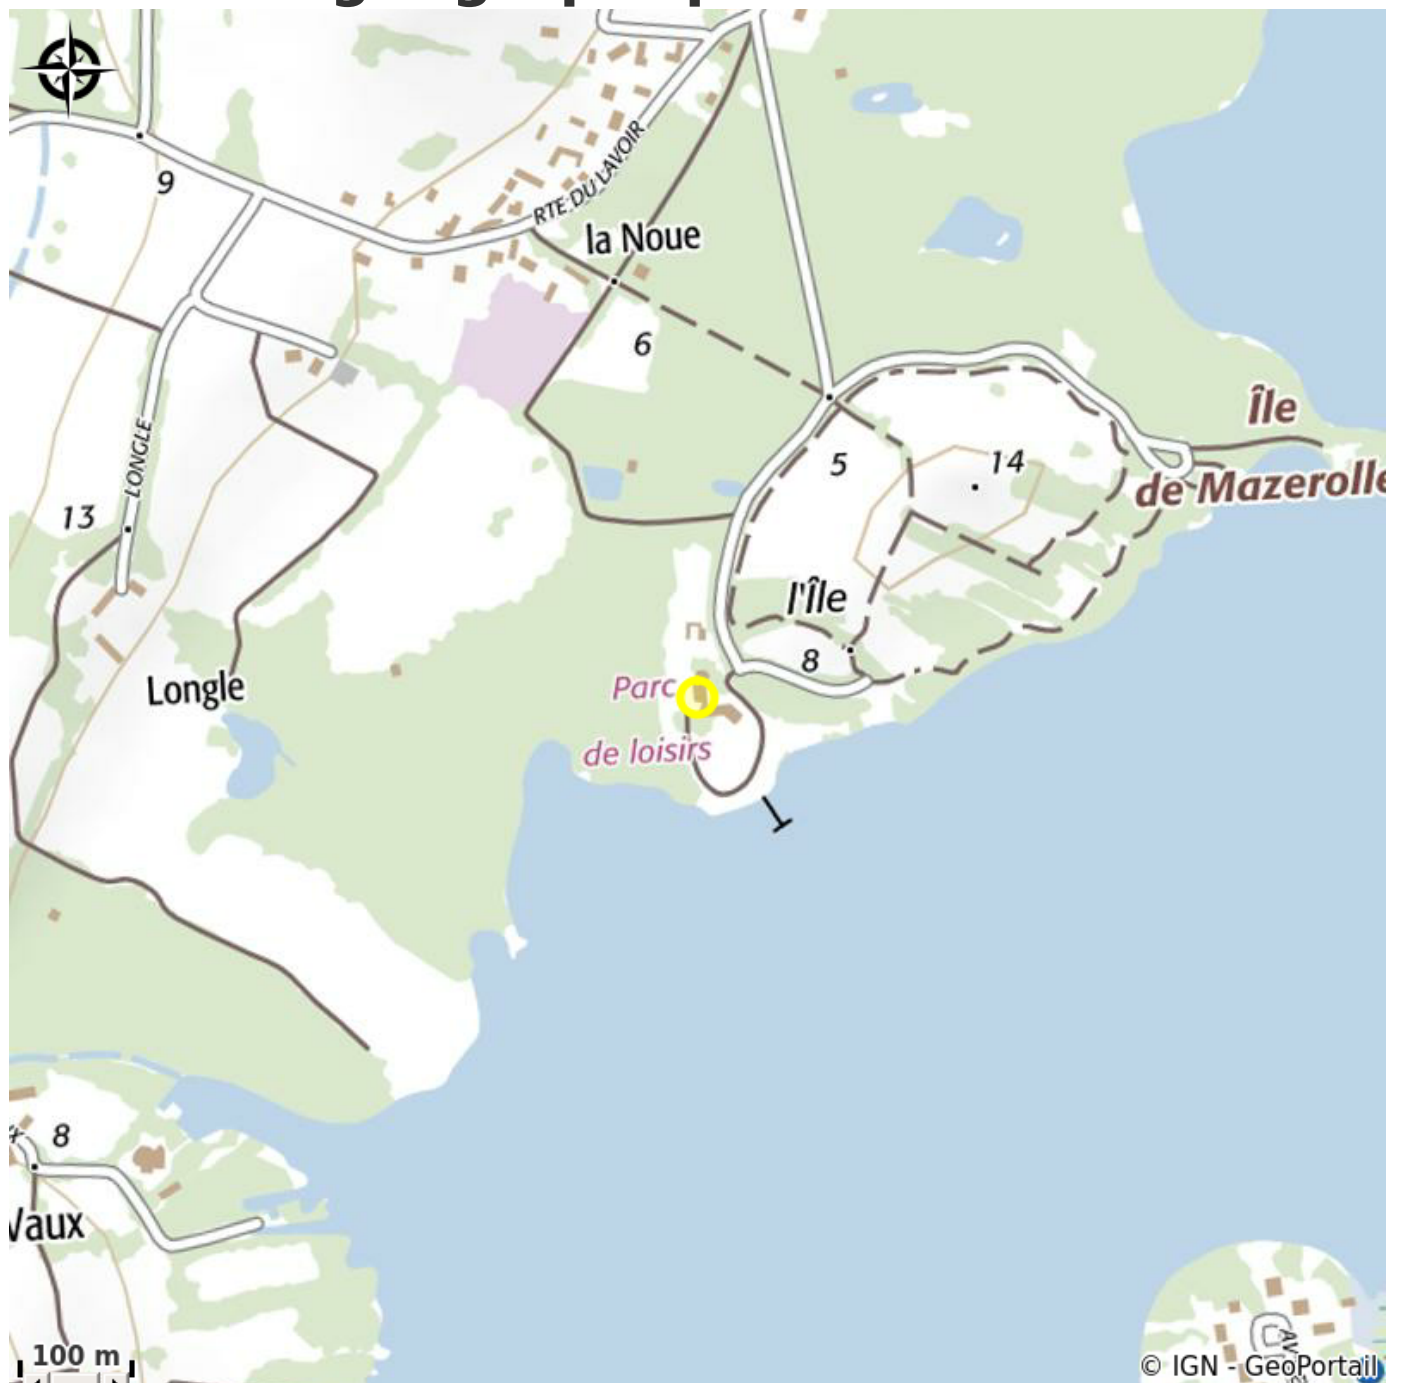 9
RTE DU LAVOIR
la Noue
6
Île
de Mazerolle
5
14
LONGLE
13
l'Île
8
Parc
de loisirs
Longle
8
Vaux
100 m
© IGN - GeoPortail